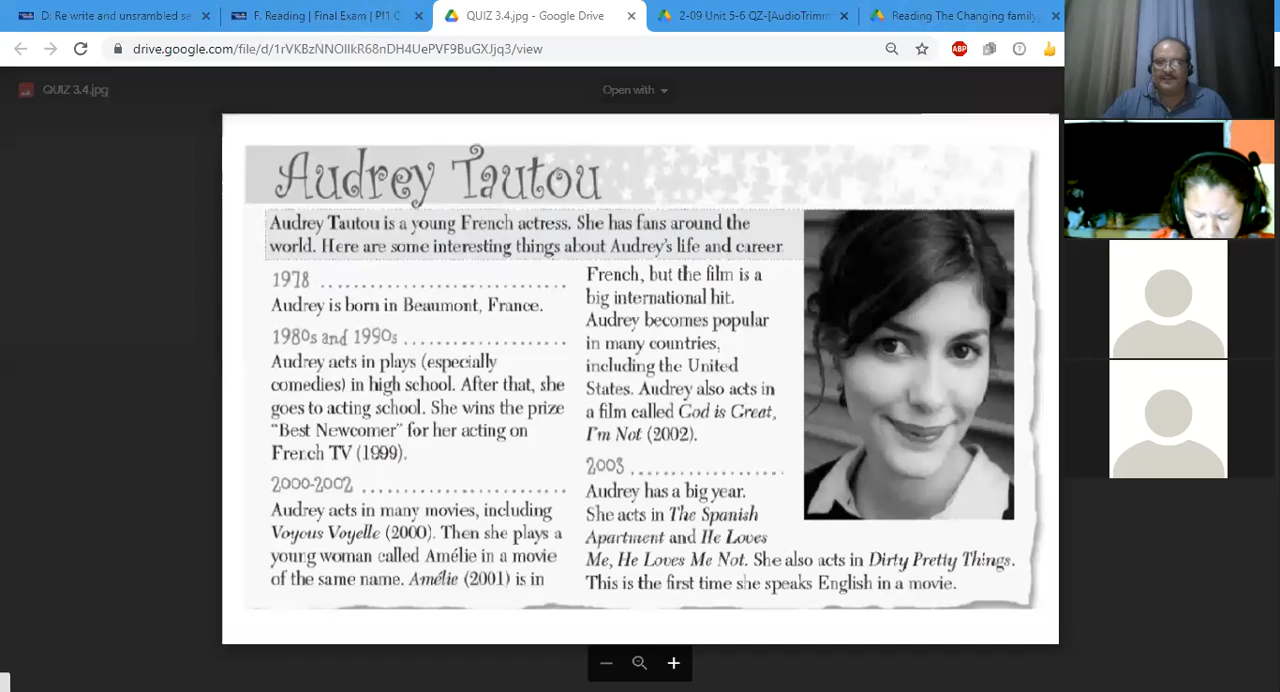 D: Re write and unsrambled se
F. Reading | Final Exam | PI1 C
QUIZ 3.4.jpg - Google Drive
2-09 Unit 5-6 QZ-[AudioTrimm
Reading The Changing family.
drive.google.com/file/d/1rVKBzNNOIlkR68nDH4UePVF9BuGXJjq3/view
ABP
QUIZ 3.4.jpg
Open with
Audrey Tautou
Audrey Tautou is a young French actress. She has fans around the
world. Here are some interesting things about Audrey's life and career.
1978
Audrey is born in Beaumont, France.
1980s and 1990s
Audrey acts in plays (especially
comedies) in high school. After that, she
goes to acting school. She wins the prize
"Best Newcomer" for her acting on
French TV (1999).
2000-2002
Audrey acts in many movies, including
Voyous Voyelle (2000). Then she plays a
young woman called Amélie in a movie
of the same name. Amélie (2001) is in
French, but the film is a
big international hit.
Audrey becomes popular
in many countries,
including the United
States. Audrey also acts in
a film called God is Great,
I'm Not (2002).
2003
Audrey has a big year.
She acts in The Spanish
Apartment and He Loves
Me, He Loves Me Not. She also acts in Dirty Pretty Things.
This is the first time she speaks English in a movie.